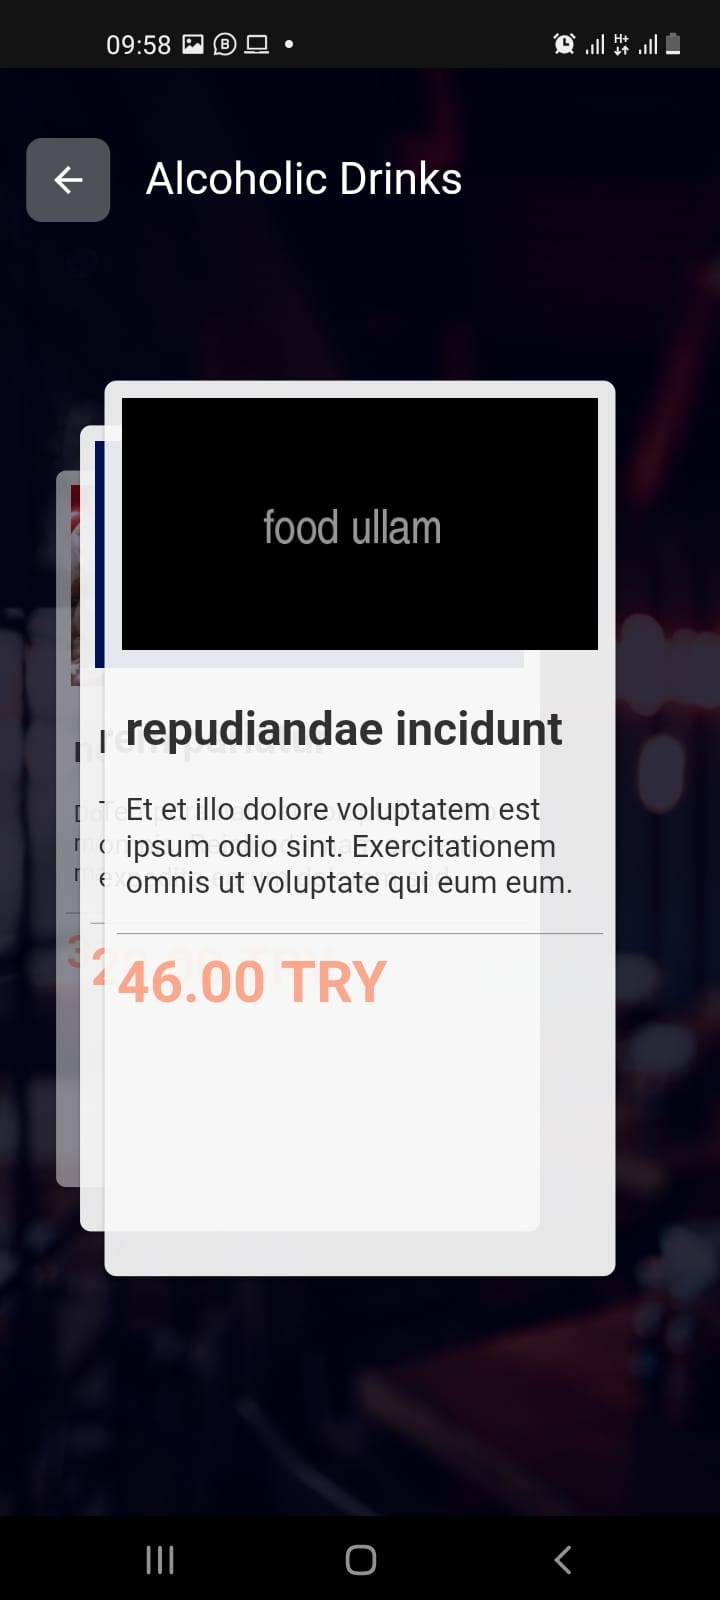 09:58
H+
Alcoholic Drinks
food ullam
repudiandae incidunt
Et et illo dolore voluptatem est
ipsum odio sint. Exercitationem
omnis ut voluptate qui eum eum.
46.00 TRY